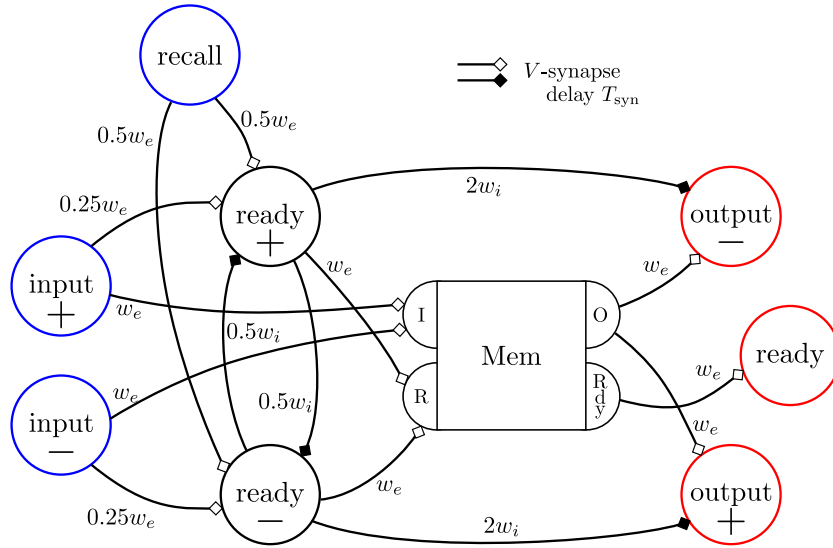 recall
V-synapse
delay T_syn
0.5w_e
0.5w_e
0.25w_e
ready
+
2w_i
output
−
input
+
w_e
w_e
w_e
I
O
0.5w_i
Mem
ready
w_e
R
Rdy
w_e
0.5w_i
input
−
w_e
w_e
ready
−
0.25w_e
2w_i
output
+